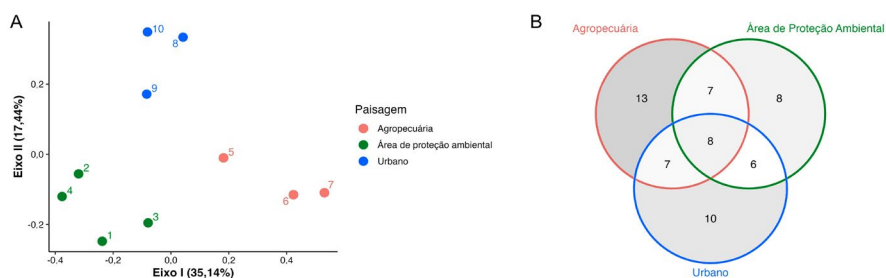 A
Eixo II (17,44%)
0.2
0.0
-0.2
-0.4
-0.2
0.0
0.2
0.4
Eixo I (35,14%)
10
8
9
5
7
6
2
4
3
1
Paisagem
Agropecuária
Área de proteção ambiental
Urbano
B
Agropecuária
Área de Proteção Ambiental
13
7
8
8
7
6
10
Urbano